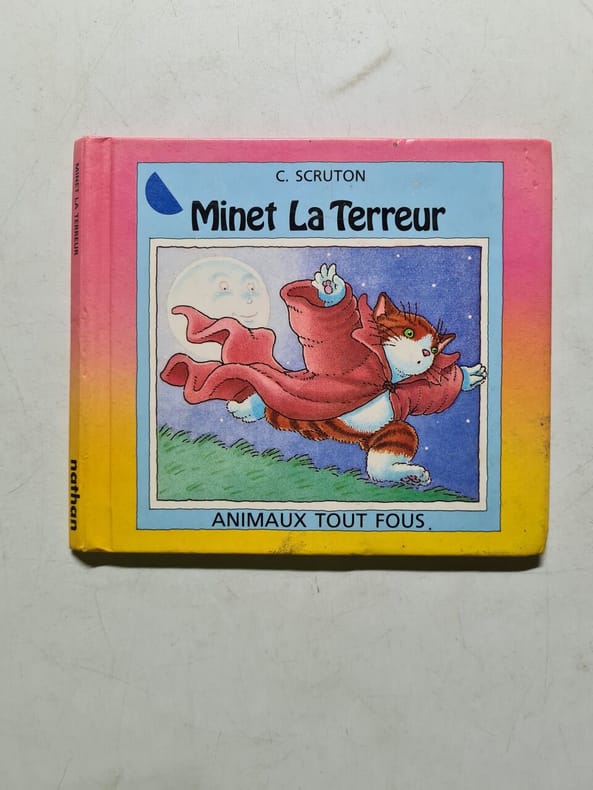 C. SCRUTON
Minet La Terreur
ANIMAUX TOUT FOUS.
MINET LA TERREUR
nathan